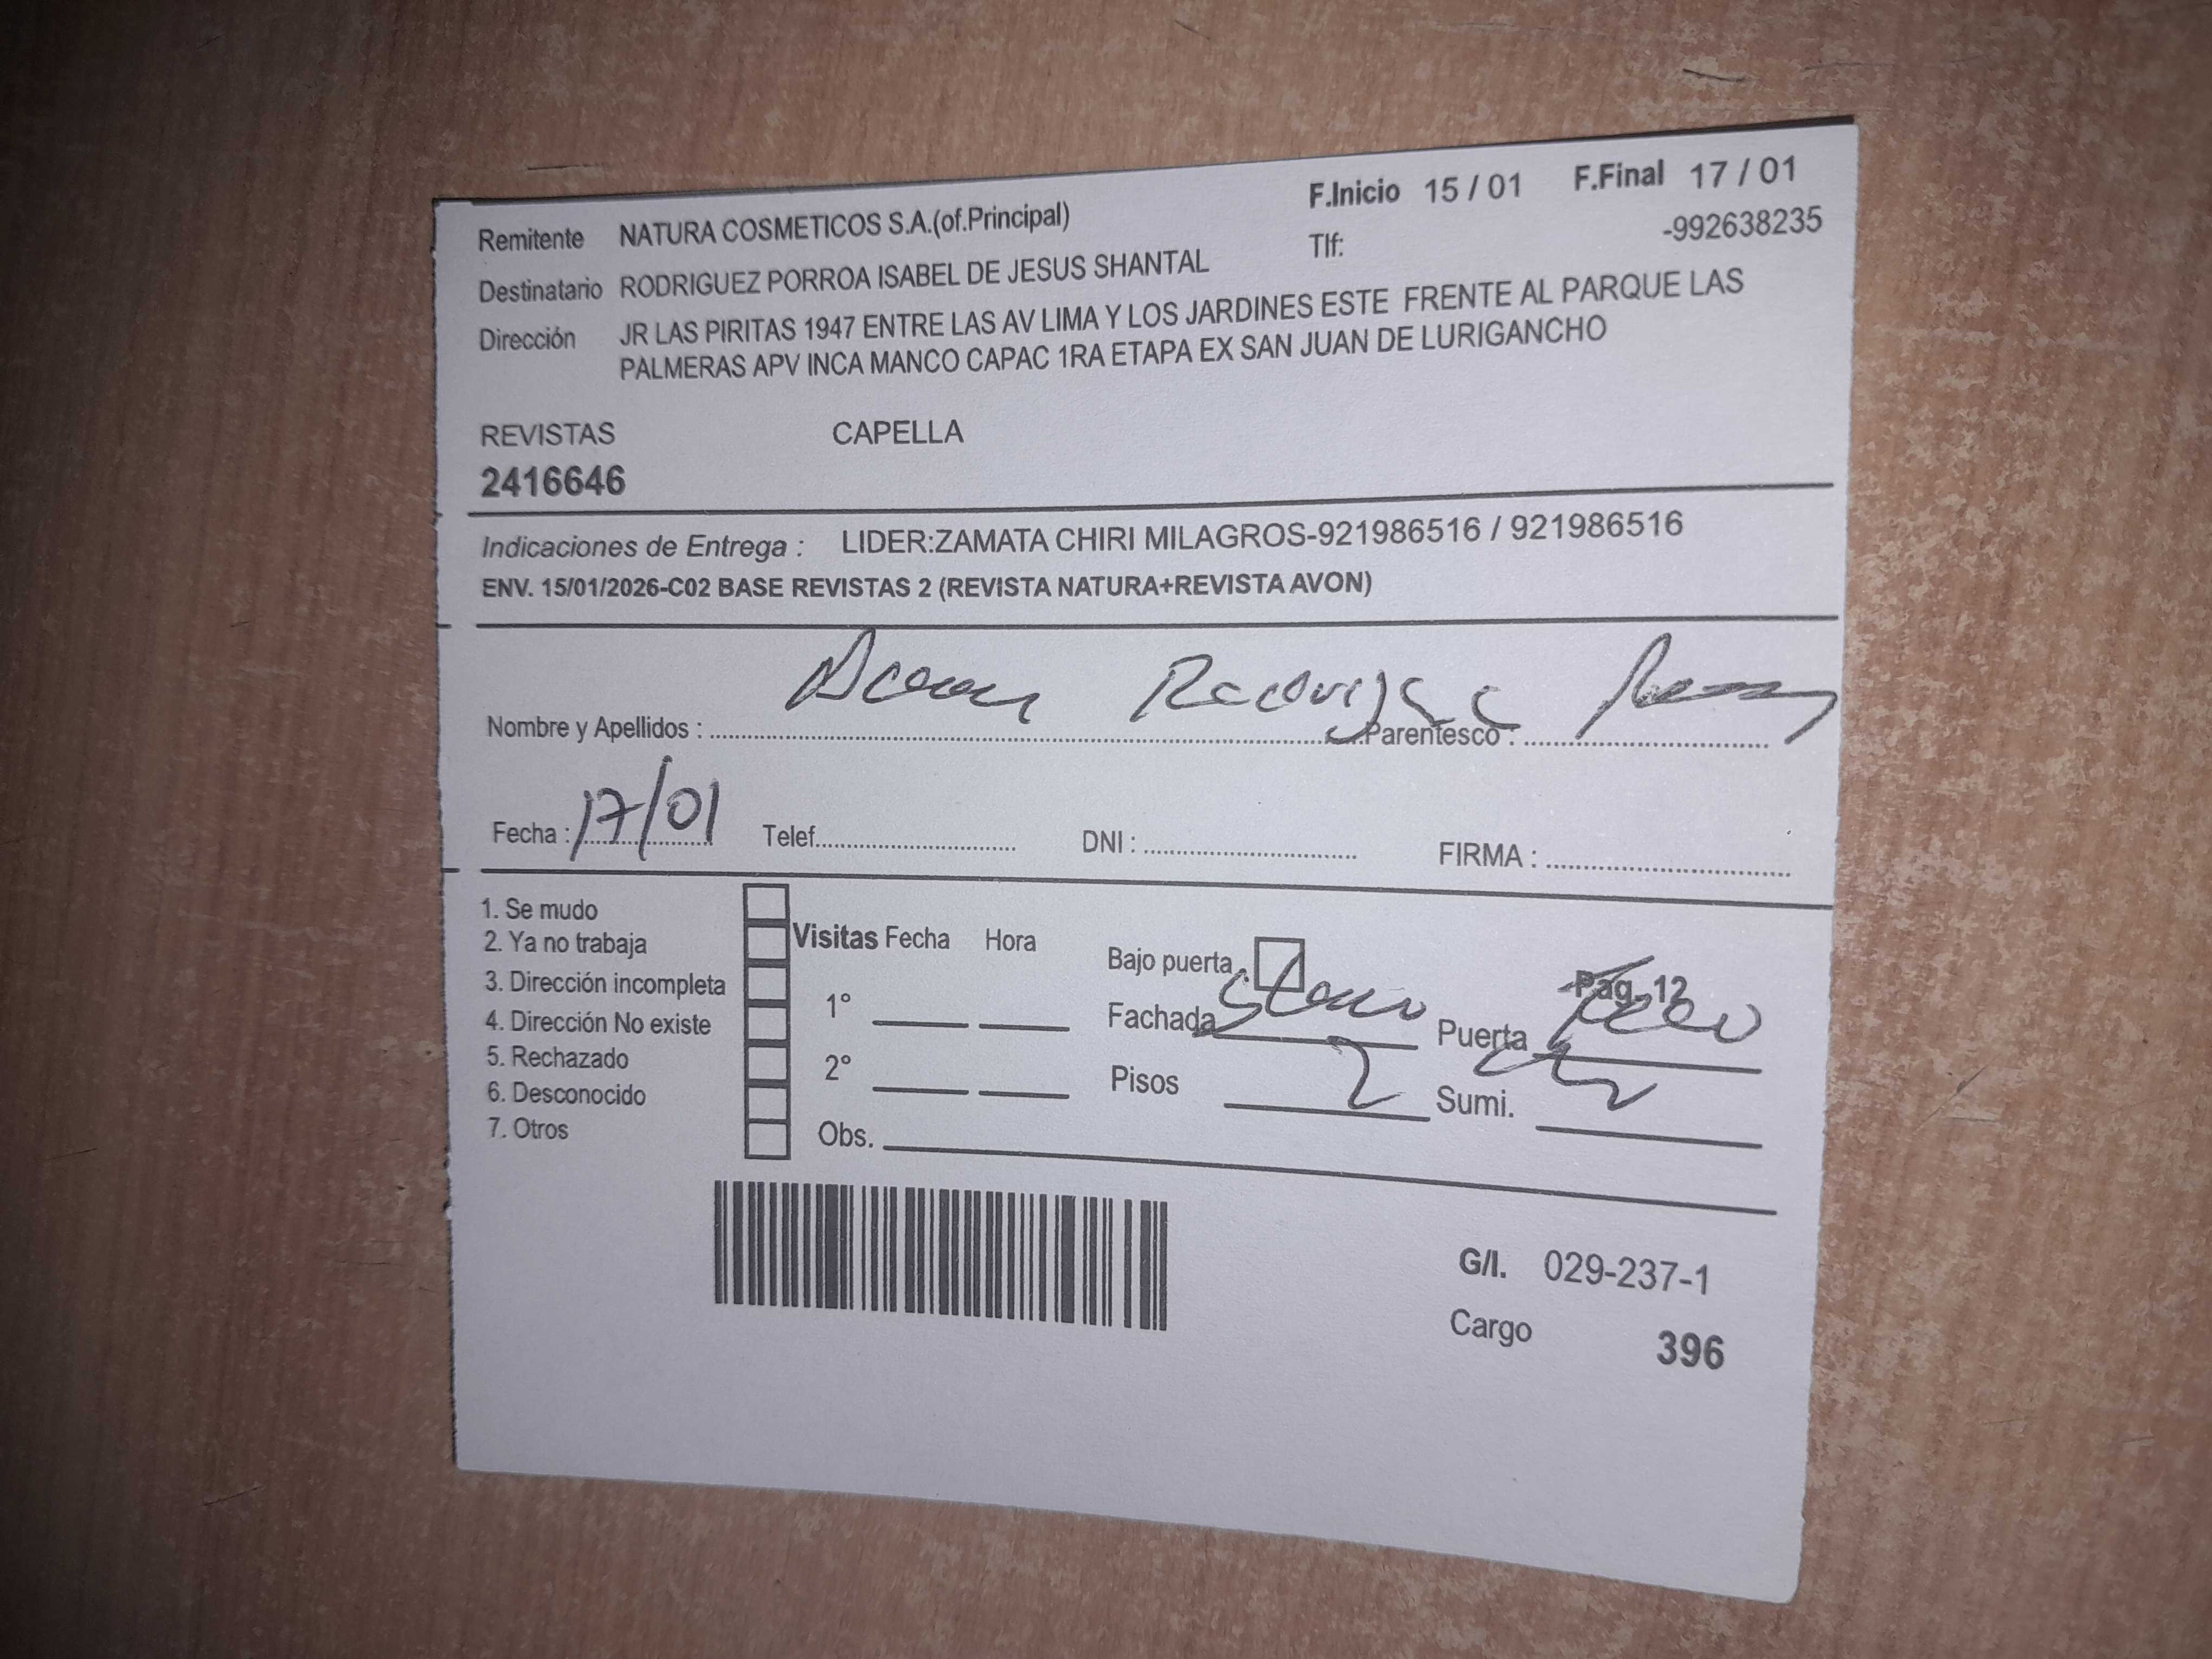 F.Inicio 15 / 01 F.Final 17 / 01
Remitente NATURA COSMETICOS S.A.(of.Principal)
Tlf: -992638235
Destinatario RODRIGUEZ PORROA ISABEL DE JESUS SHANTAL
Dirección JR LAS PIRITAS 1947 ENTRE LAS AV LIMA Y LOS JARDINES ESTE FRENTE AL PARQUE LAS
PALMERAS APV INCA MANCO CAPAC 1RA ETAPA EX SAN JUAN DE LURIGANCHO
REVISTAS CAPELLA
2416646
Indicaciones de Entrega : LIDER:ZAMATA CHIRI MILAGROS-921986516 / 921986516
ENV. 15/01/2026-C02 BASE REVISTAS 2 (REVISTA NATURA+REVISTA AVON)
Nombre y Apellidos : Parentesco :
Fecha : 17/01 Telef. DNI : FIRMA :
1. Se mudo
2. Ya no trabaja
3. Dirección incompleta
4. Dirección No existe
5. Rechazado
6. Desconocido
7. Otros
Visitas Fecha Hora
1°
2°
Obs.
Bajo puerta Pag. 12
Fachada Puerta
Pisos 2 Sumi.
G/I. 029-237-1
Cargo 396